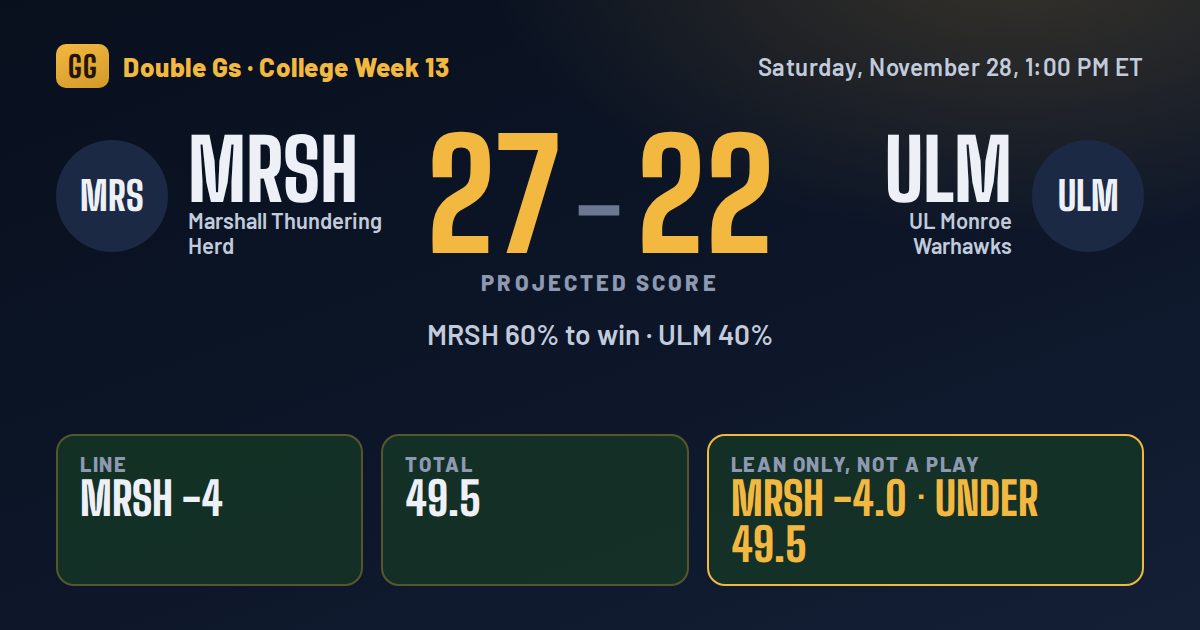 GG
Double Gs · College Week 13
Saturday, November 28, 1:00 PM ET
MRS
MRSH
Marshall Thundering
Herd
27 – 22
PROJECTED SCORE
MRSH 60% to win · ULM 40%
ULM
UL Monroe
Warhawks
ULM
LINE
MRSH −4
TOTAL
49.5
LEAN ONLY, NOT A PLAY
MRSH −4.0 · UNDER
49.5